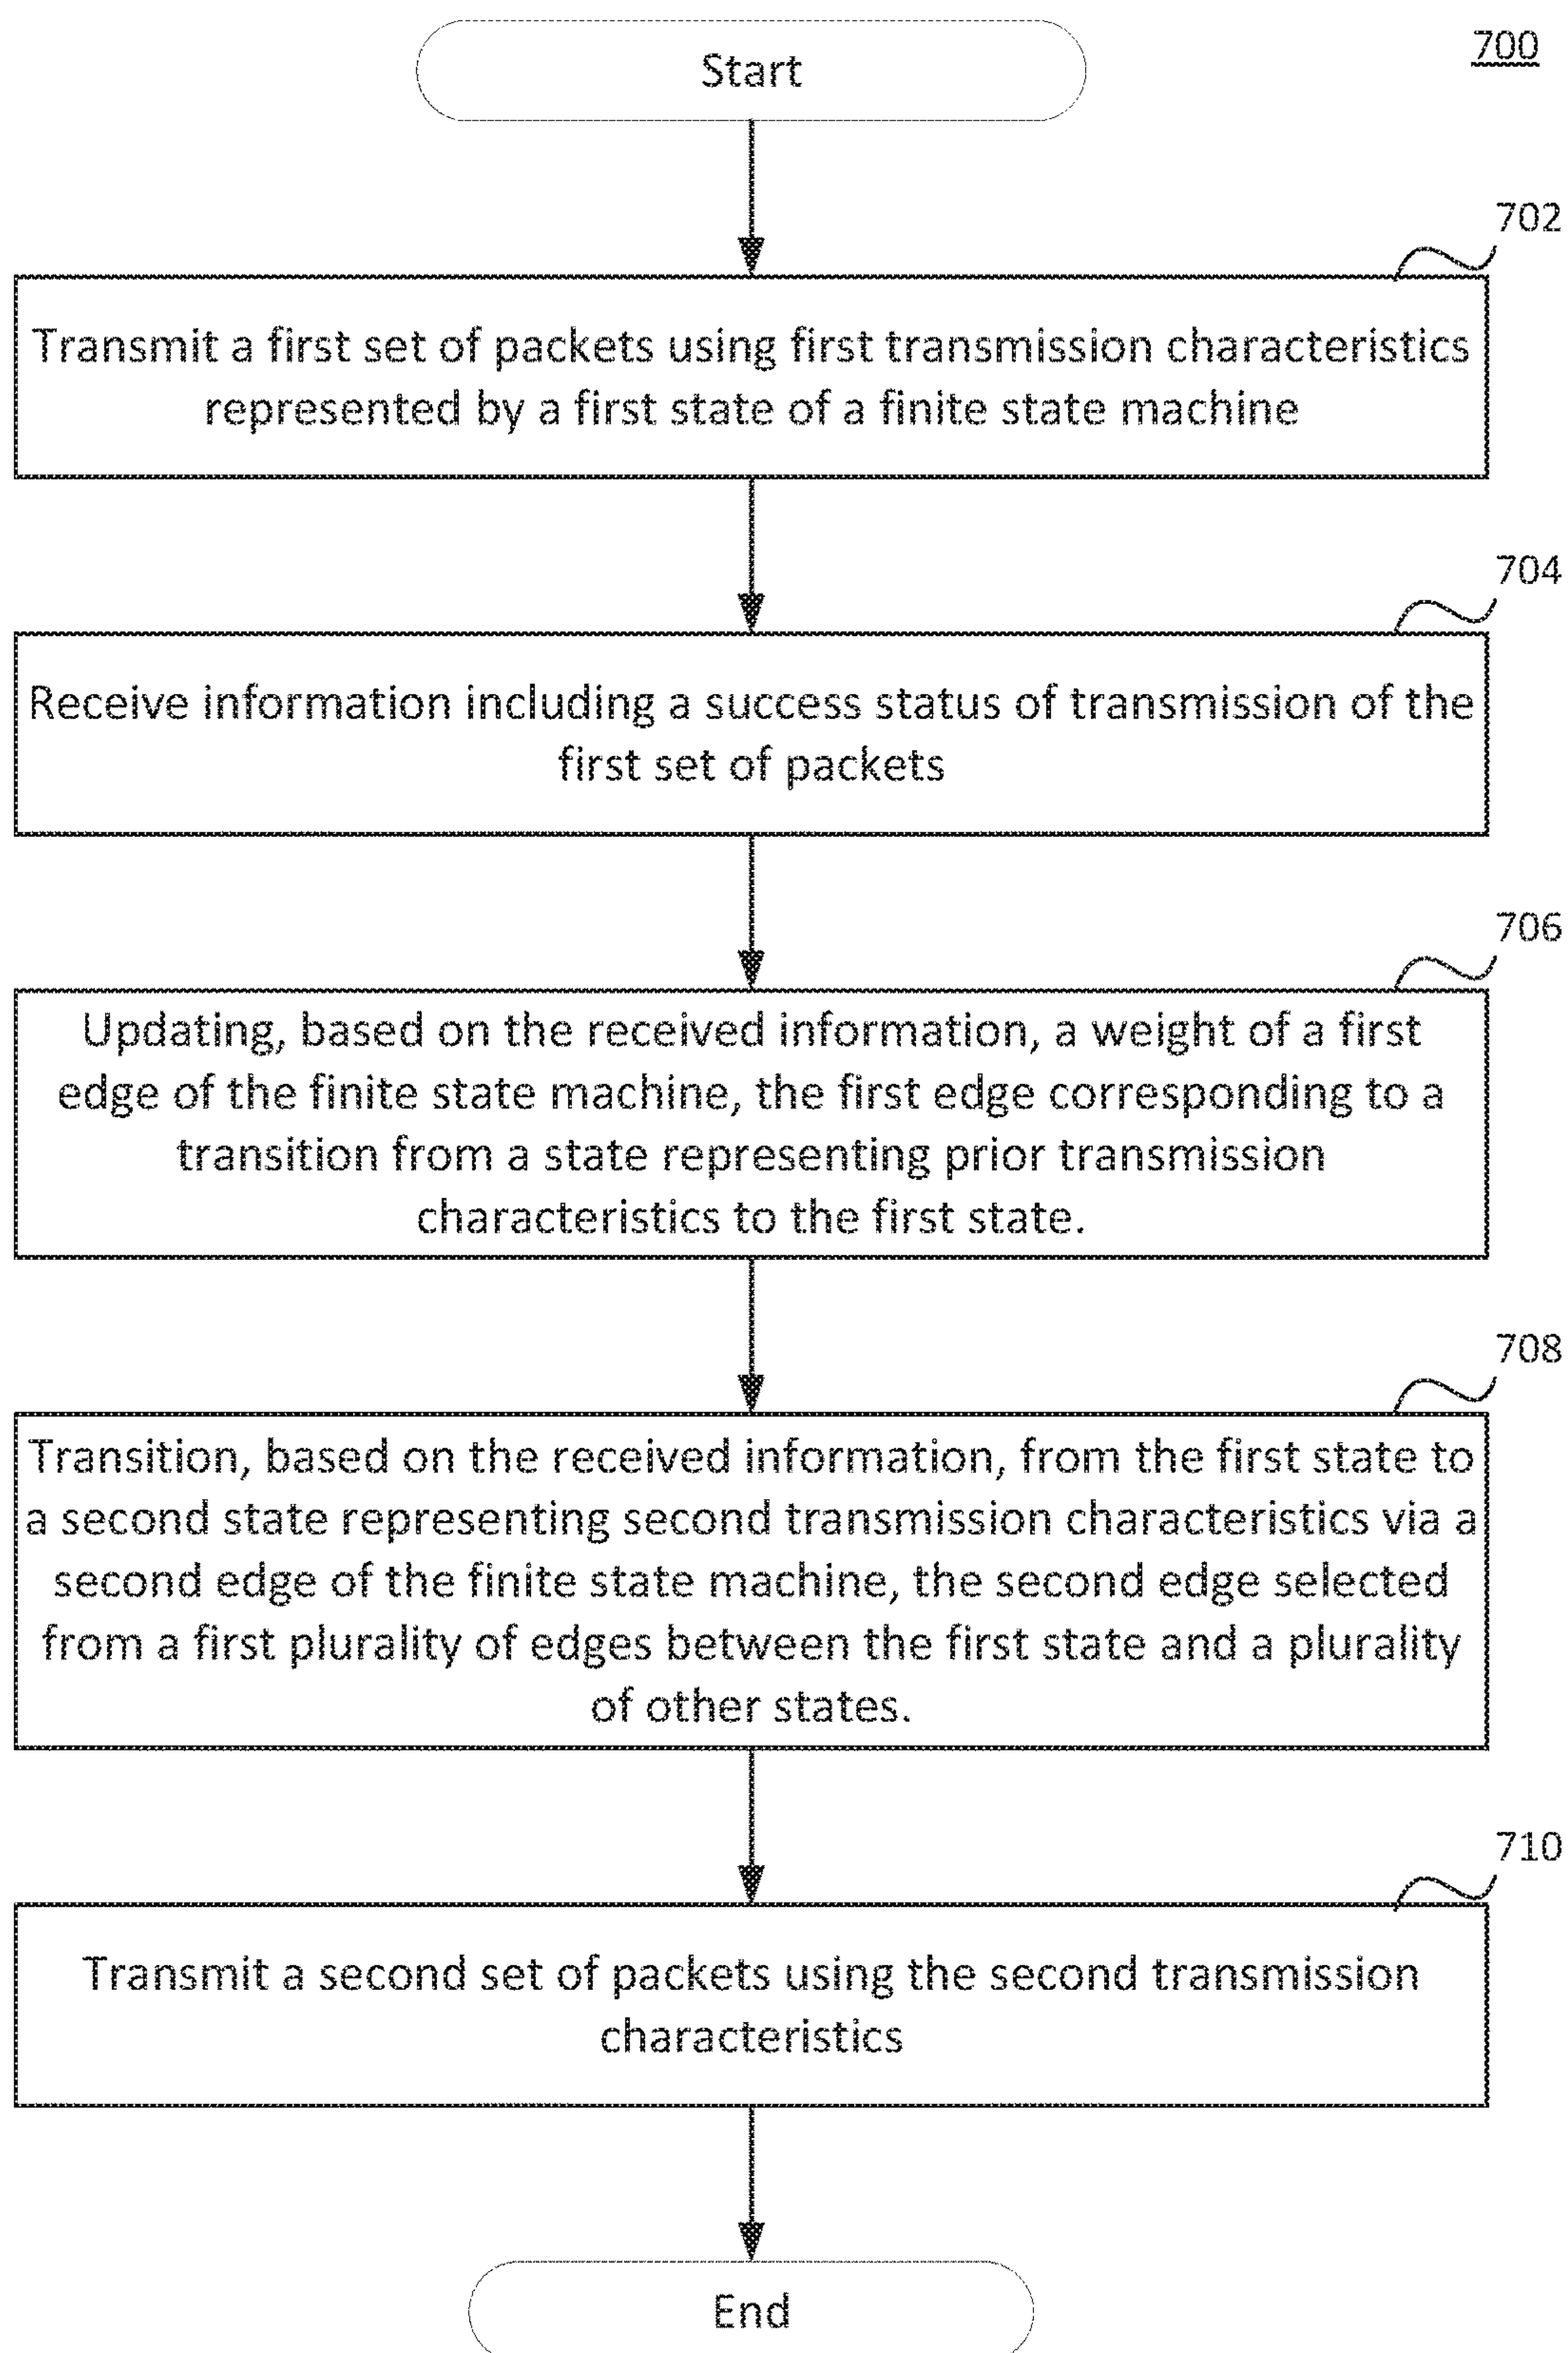 700
Start
702
Transmit a first set of packets using first transmission characteristics
represented by a first state of a finite state machine
704
Receive information including a success status of transmission of the
first set of packets
706
Updating, based on the received information, a weight of a first
edge of the finite state machine, the first edge corresponding to a
transition from a state representing prior transmission
characteristics to the first state.
708
Transition, based on the received information, from the first state to
a second state representing second transmission characteristics via a
second edge of the finite state machine, the second edge selected
from a first plurality of edges between the first state and a plurality
of other states.
710
Transmit a second set of packets using the second transmission
characteristics
End